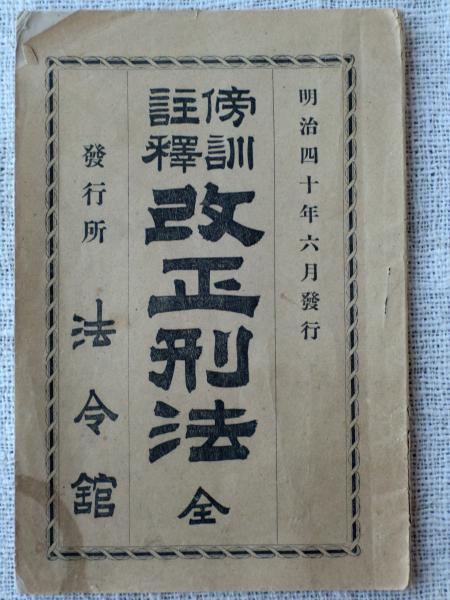 明治四十年六月發行
傍訓
註釋
改正刑法 全
發行所 法令館